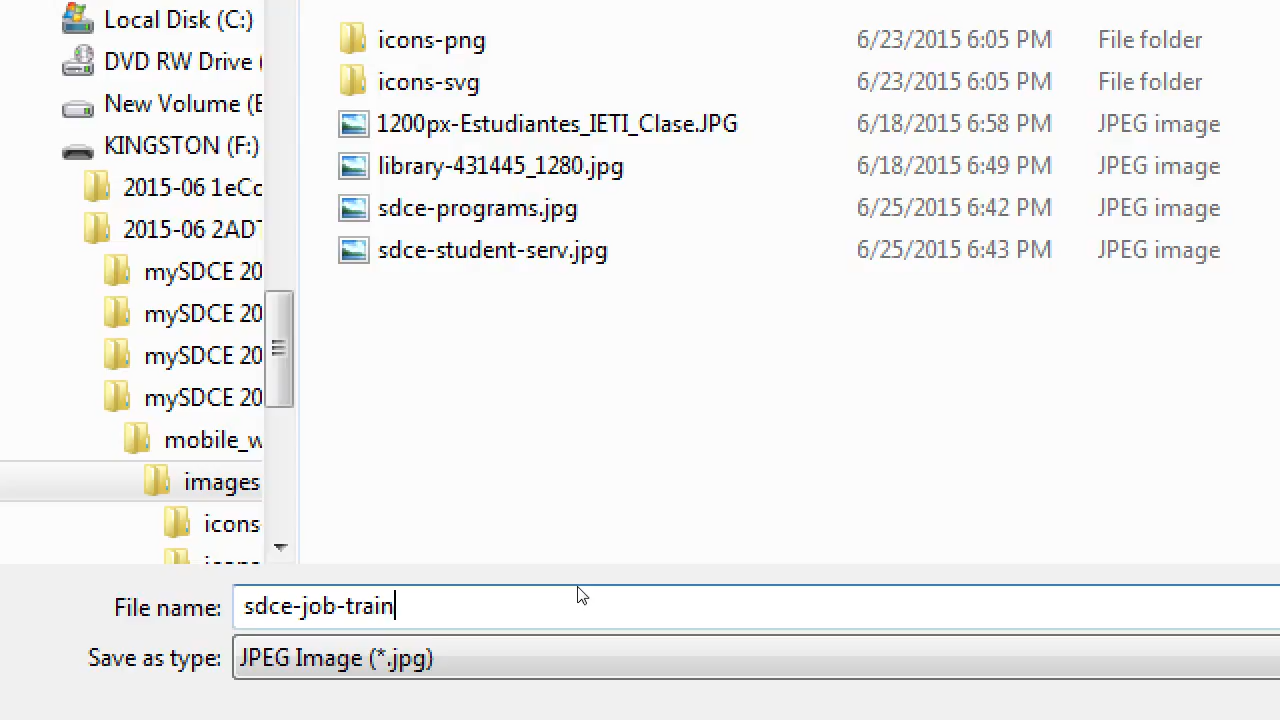 Local Disk (C:)
DVD RW Drive (
New Volume (E
KINGSTON (F:)
2015-06 1eCo
2015-06 2ADT
mySDCE 20
mySDCE 20
mySDCE 20
mySDCE 20
mobile_w
images
icons
icons-png 6/23/2015 6:05 PM File folder
icons-svg 6/23/2015 6:05 PM File folder
1200px-Estudiantes_IETI_Clase.JPG 6/18/2015 6:58 PM JPEG image
library-431445_1280.jpg 6/18/2015 6:49 PM JPEG image
sdce-programs.jpg 6/25/2015 6:42 PM JPEG image
sdce-student-serv.jpg 6/25/2015 6:43 PM JPEG image
File name: sdce-job-train
Save as type: JPEG Image (*.jpg)